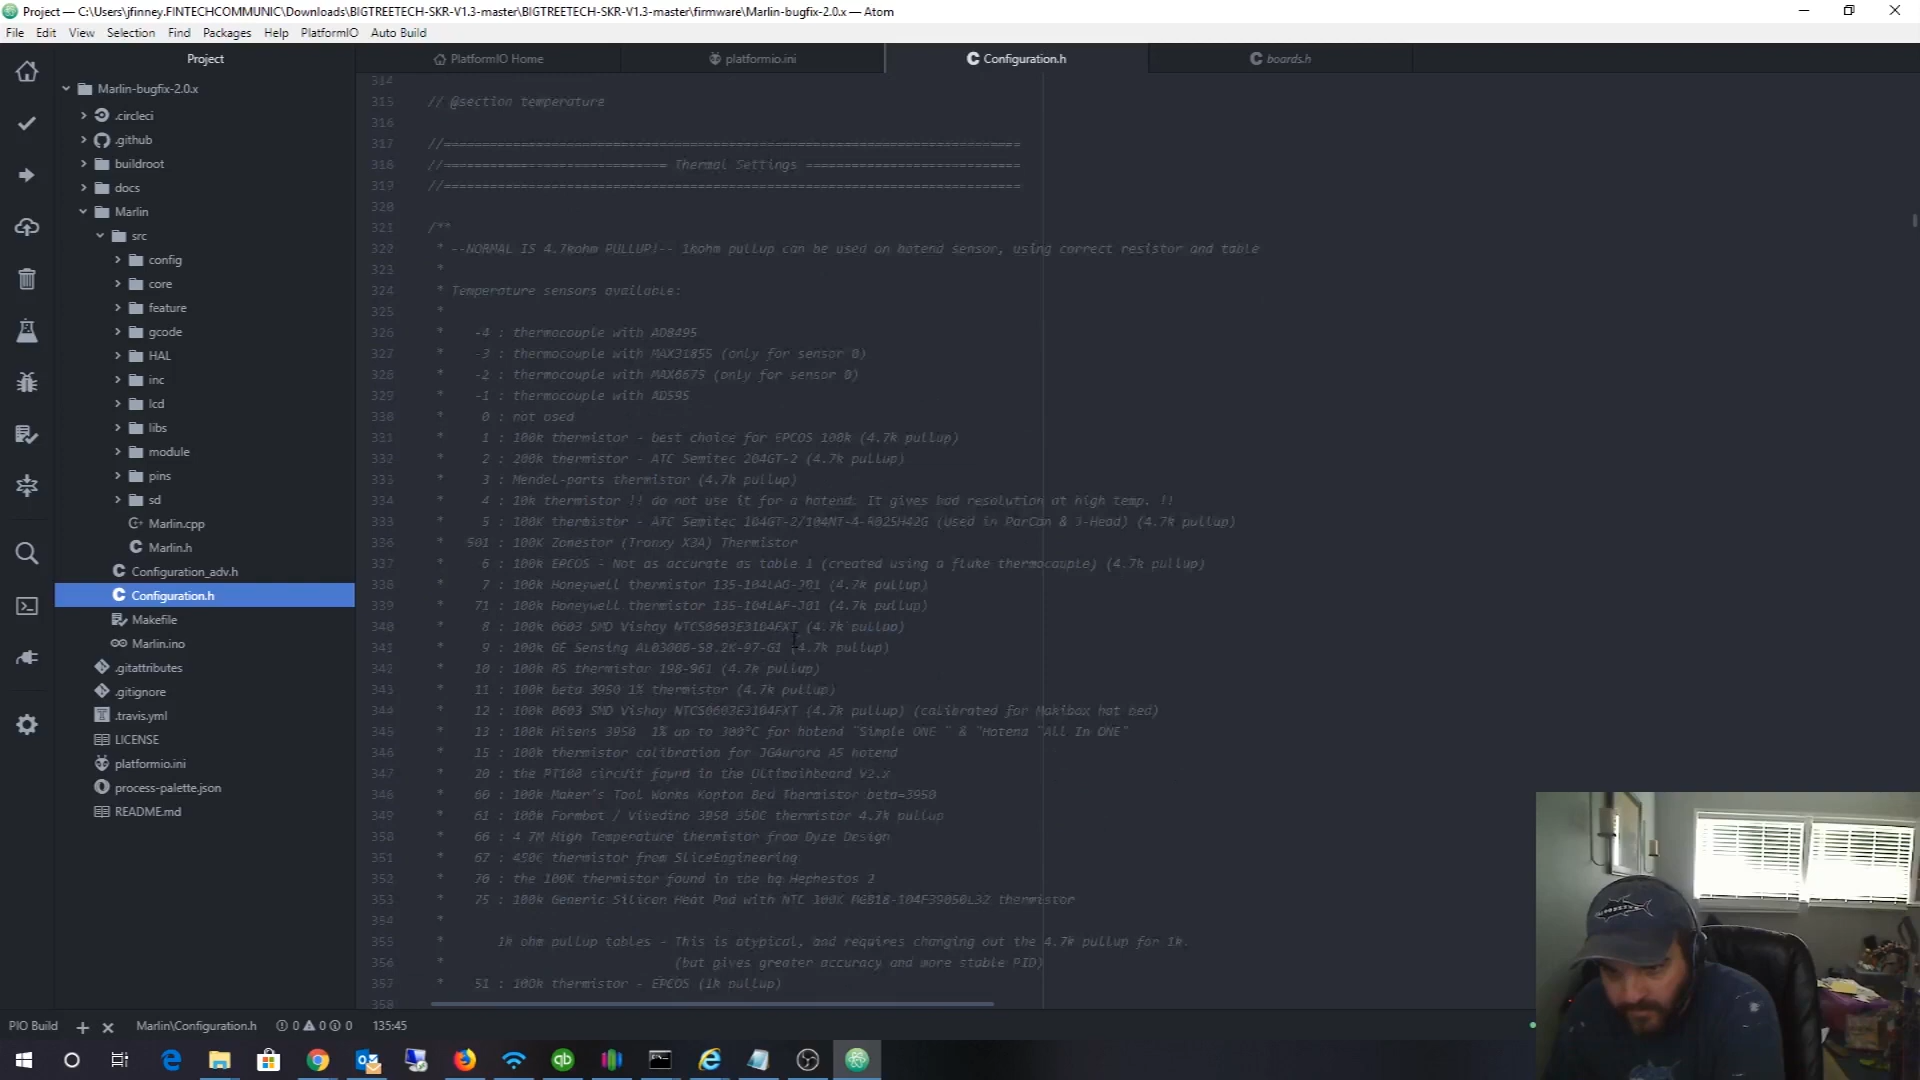 Project — C:\Users\jfinney.FINTECHCOMMUNIC\Downloads\BIGTREETECH-SKR-V1.3-master\BIGTREETECH-SKR-V1.3-master\firmware\Marlin-bugfix-2.0.x — Atom
File Edit View Selection Find Packages Help PlatformIO Auto Build
Project
PlatformIO Home
platformio.ini
Configuration.h
boards.h
Marlin-bugfix-2.0.x
.circleci
.github
buildroot
docs
Marlin
src
config
core
feature
gcode
HAL
inc
lcd
libs
module
pins
sd
Marlin.cpp
Marlin.h
Configuration_adv.h
Configuration.h
Makefile
Marlin.ino
.gitattributes
.gitignore
.travis.yml
LICENSE
platformio.ini
process-palette.json
README.md
314
315 // @section temperature
316
317 //===========================================================================
318 //============================= Thermal Settings ============================
319 //===========================================================================
320
321 /**
322 * --NORMAL IS 4.7kohm PULLUP!-- 1kohm pullup can be used on hotend sensor, using correct resistor and table
323 *
324 * Temperature sensors available:
325 *
326 * -4 : thermocouple with AD8495
327 * -3 : thermocouple with MAX31855 (only for sensor 0)
328 * -2 : thermocouple with MAX6675 (only for sensor 0)
329 * -1 : thermocouple with AD595
330 * 0 : not used
331 * 1 : 100k thermistor - best choice for EPCOS 100k (4.7k pullup)
332 * 2 : 200k thermistor - ATC Semitec 204GT-2 (4.7k pullup)
333 * 3 : Mendel-parts thermistor (4.7k pullup)
334 * 4 : 10k thermistor !! do not use it for a hotend. It gives bad resolution at high temp. !!
335 * 5 : 100K thermistor - ATC Semitec 104GT-2/104NT-4-R025H42G (Used in ParCan & J-Head) (4.7k pullup)
336 * 501 : 100K Zonestar (Tronxy X3A) Thermistor
337 * 6 : 100k EPCOS - Not as accurate as table 1 (created using a fluke thermocouple) (4.7k pullup)
338 * 7 : 100k Honeywell thermistor 135-104LAG-J01 (4.7k pullup)
339 * 71 : 100k Honeywell thermistor 135-104LAF-J01 (4.7k pullup)
340 * 8 : 100k 0603 SMD Vishay NTCS0603E3104FXT (4.7k pullup)
341 * 9 : 100k GE Sensing AL03006-58.2K-97-G1 (4.7k pullup)
342 * 10 : 100k RS thermistor 198-961 (4.7k pullup)
343 * 11 : 100k beta 3950 1% thermistor (4.7k pullup)
344 * 12 : 100k 0603 SMD Vishay NTCS0603E3104FXT (4.7k pullup) (calibrated for Makibox hot bed)
345 * 13 : 100k Hisens 3950 1% up to 300°C for hotend "Simple ONE " & "Hotend "All In ONE"
346 * 15 : 100k thermistor calibration for JGAurora A5 hotend
347 * 20 : the PT100 circuit found in the Ultimainboard V2.x
348 * 60 : 100k Maker's Tool Works Kapton Bed Thermistor beta=3950
349 * 61 : 100k Formbot / Vivedino 3950 350C thermistor 4.7k pullup
350 * 66 : 4.7M High Temperature thermistor from Dyze Design
351 * 67 : 450C thermistor from SliceEngineering
352 * 70 : the 100K thermistor found in the bq Hephestos 2
353 * 75 : 100k Generic Silicon Heat Pad with NTC 100K MGB18-104F39050L32 thermistor
354 *
355 * 1k ohm pullup tables - This is atypical, and requires changing out the 4.7k pullup for 1k.
356 * (but gives greater accuracy and more stable PID)
357 * 51 : 100k thermistor - EPCOS (1k pullup)
358
PIO Build + × Marlin\Configuration.h 0 0 0 135:45